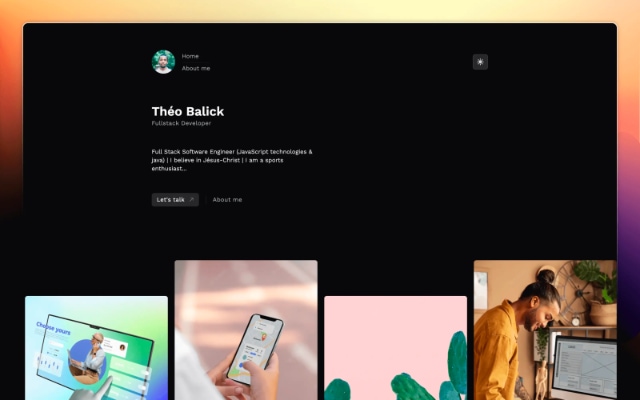 Home
About me
Théo Balick
Fullstack Developer
Full Stack Software Engineer (JavaScript technologies &
java) | I believe in Jésus-Christ | I am a sports
enthusiast...
Let's talk ↗
About me
Choose yours